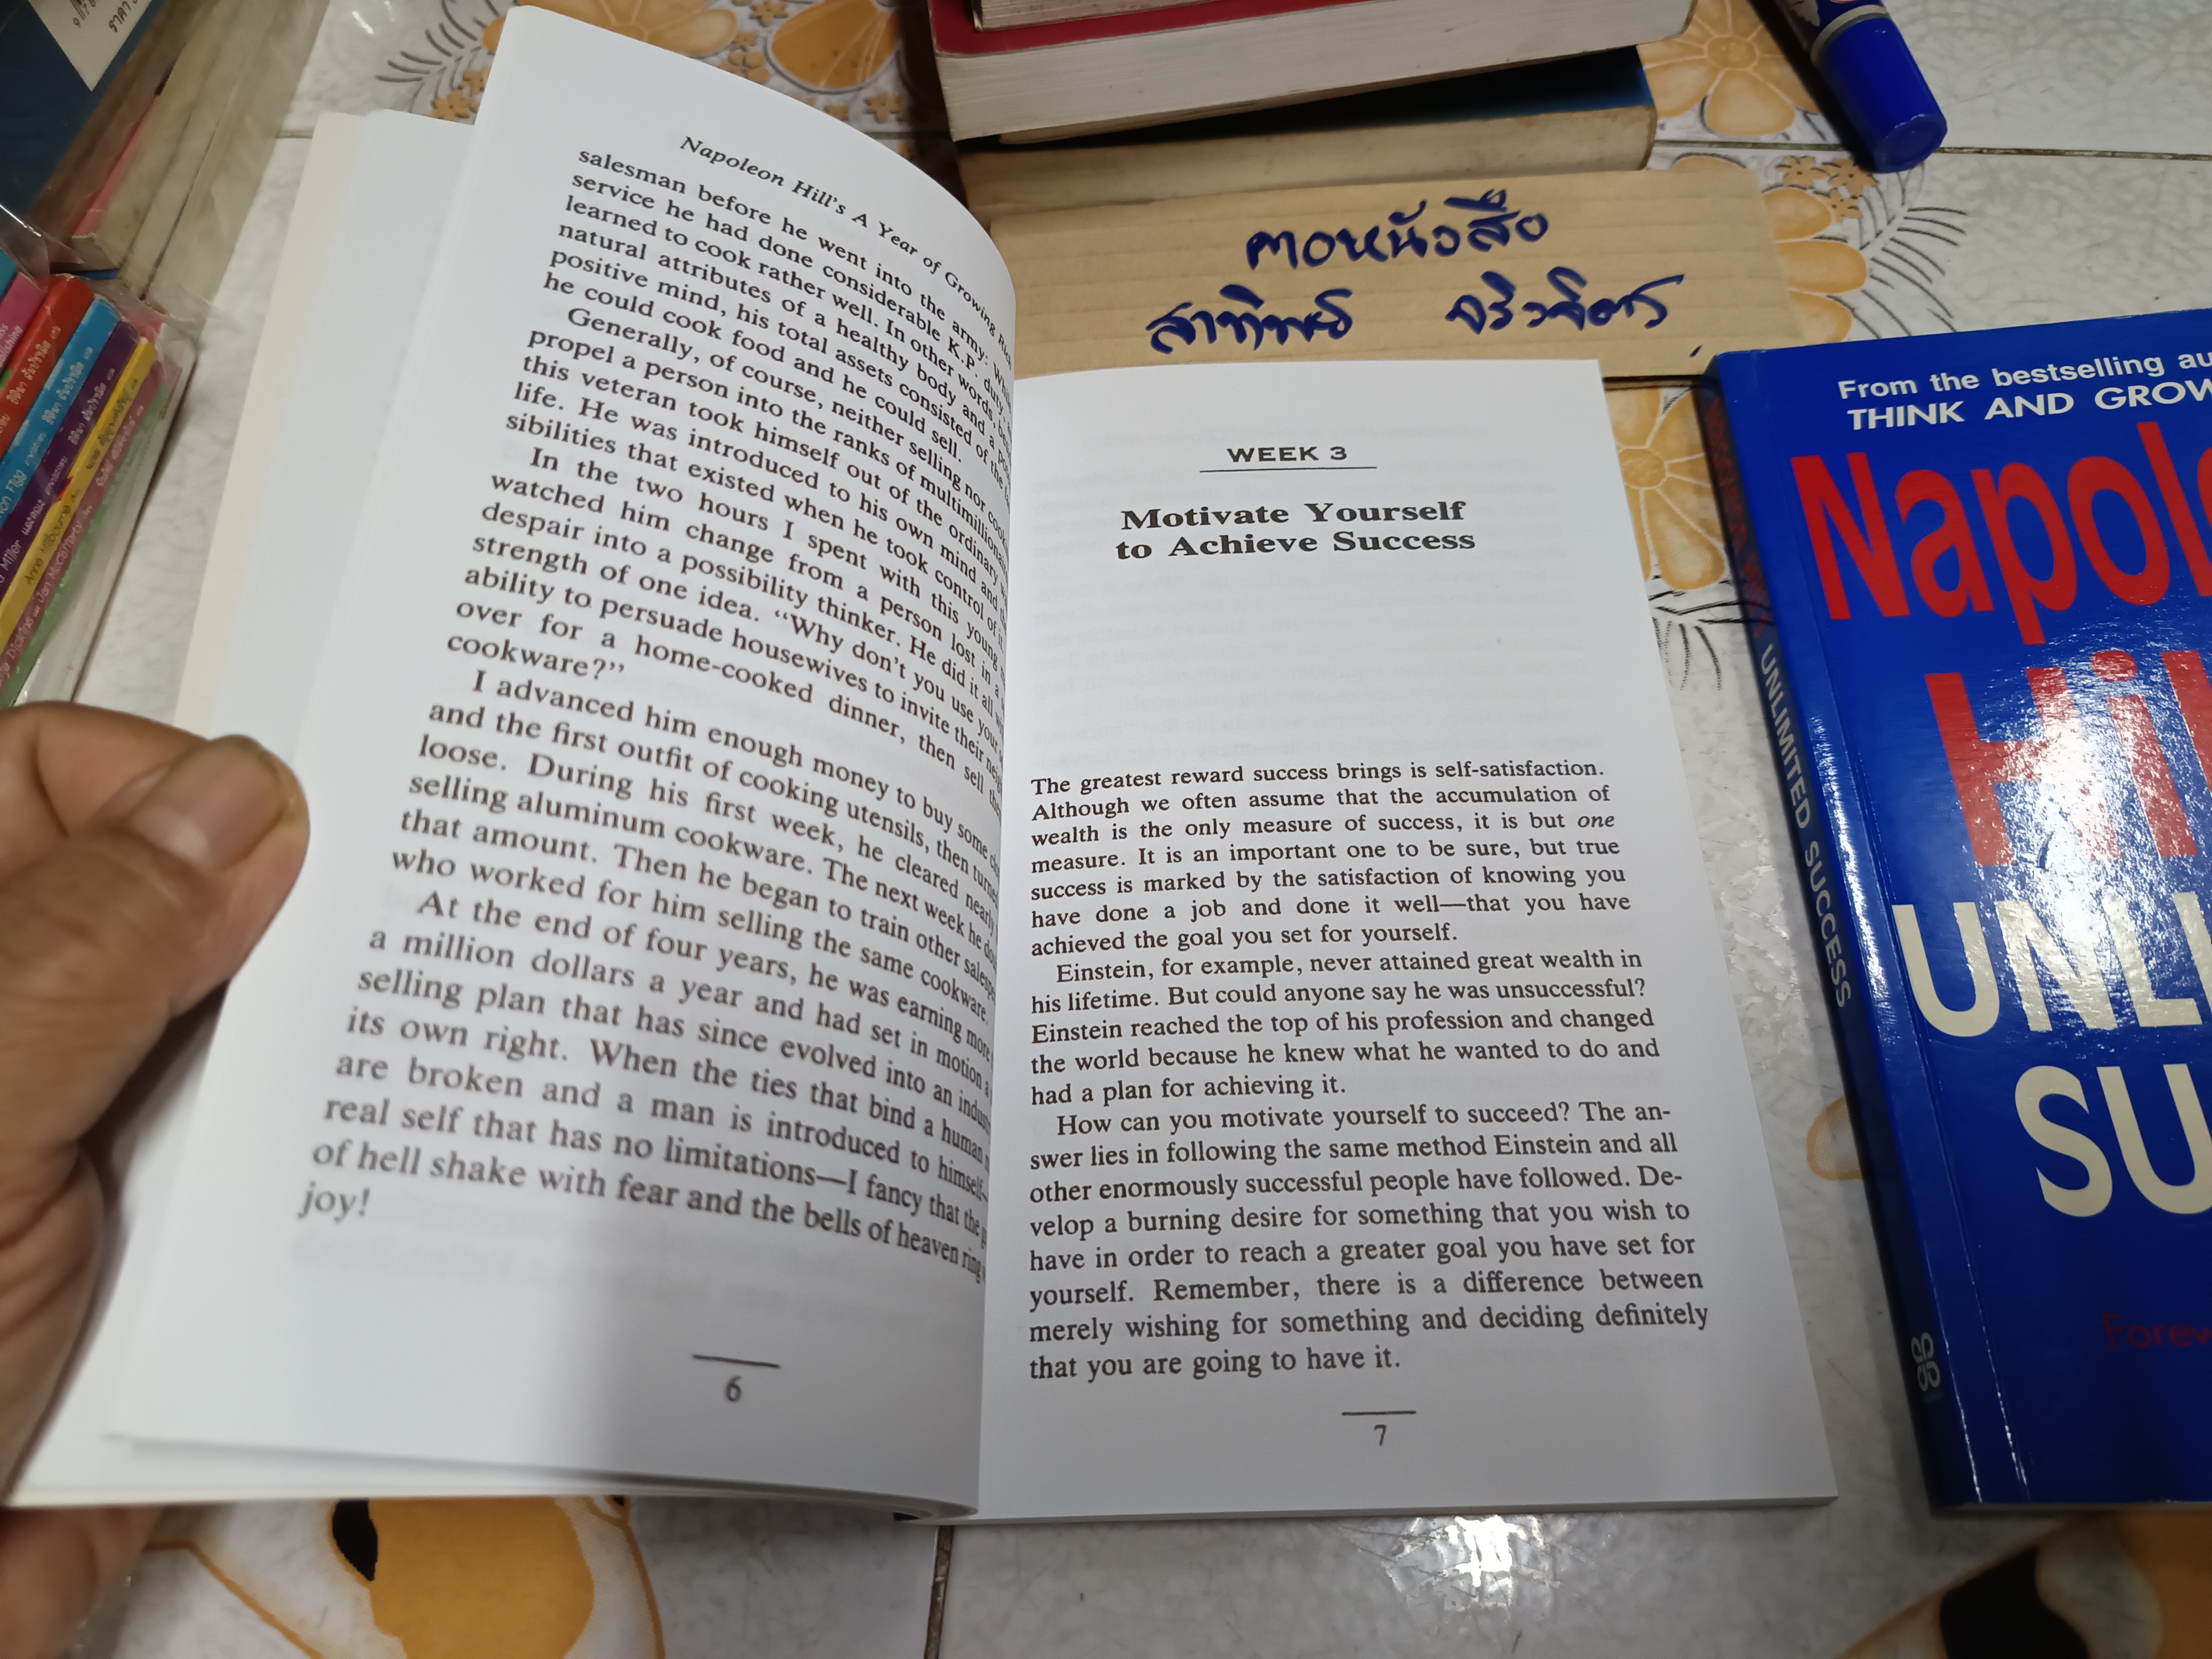 Napoleon Hill's A Year of Growing Rich
salesman before he went into the army: While
service he had done considerable K.P. duty
learned to cook rather well. In other words,
natural attributes of a healthy body and a
positive mind, his total assets consisted of the
he could cook food and he could sell.
Generally, of course, neither selling nor
propel a person into the ranks of
this veteran took himself out of the ordinary
life. He was introduced to his own mind and
sibilities that existed when he took control of it.
In the two hours I spent with this young
watched him change from a person lost in a
despair into a possibility thinker. He did it all
strength of one idea. “Why don't you use your
ability to persuade housewives to invite their
over for a home-cooked dinner, then sell
cookware?”
I advanced him enough money to buy some
and the first outfit of cooking utensils, then turned
loose. During his first week, he cleared nearly
selling aluminum cookware. The next week he
that amount. Then he began to train other
who worked for him selling the same cookware.
At the end of four years, he was earning more
a million dollars a year and had set in motion a
selling plan that has since evolved into an
its own right. When the ties that bind a human
are broken and a man is introduced to himself—
real self that has no limitations—I fancy that the
of hell shake with fear and the bells of heaven ring
joy!
6
WEEK 3
Motivate Yourself
to Achieve Success
The greatest reward success brings is self-satisfaction.
Although we often assume that the accumulation of
wealth is the only measure of success, it is but one
measure. It is an important one to be sure, but true
success is marked by the satisfaction of knowing you
have done a job and done it well—that you have
achieved the goal you set for yourself.
Einstein, for example, never attained great wealth in
his lifetime. But could anyone say he was unsuccessful?
Einstein reached the top of his profession and changed
the world because he knew what he wanted to do and
had a plan for achieving it.
How can you motivate yourself to succeed? The an-
swer lies in following the same method Einstein and all
other enormously successful people have followed. De-
velop a burning desire for something that you wish to
have in order to reach a greater goal you have set for
yourself. Remember, there is a difference between
merely wishing for something and deciding definitely
that you are going to have it.
7
From the bestselling au
THINK AND GROW
Napole
Hil
UNLI
SU
Forew
UNLIMITED SUCCESS